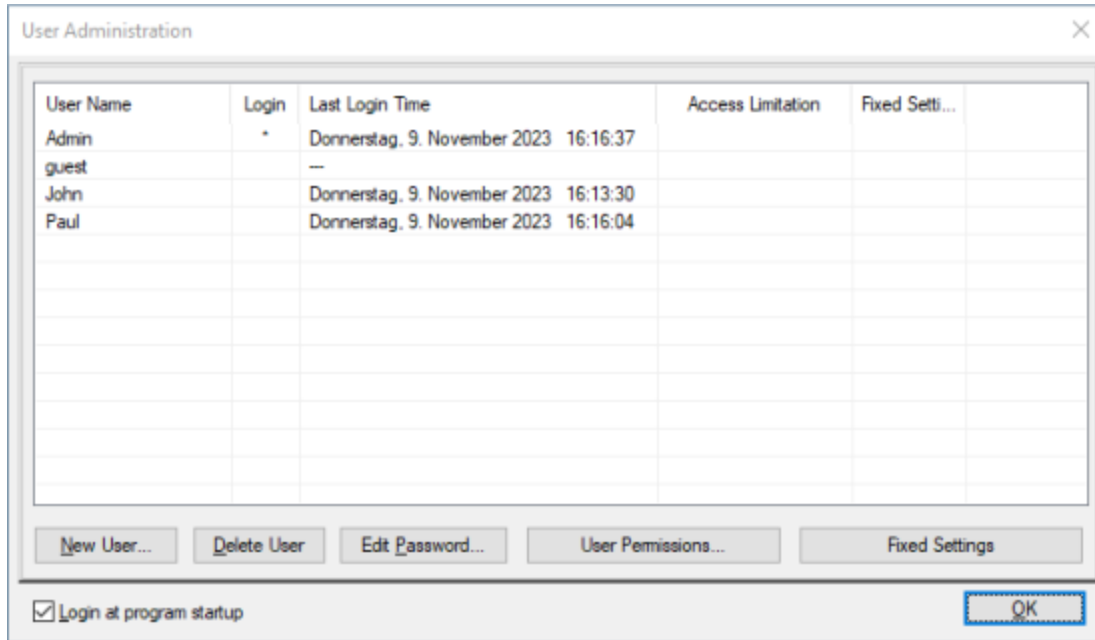 User Administration
User Name Login Last Login Time Access Limitation Fixed Setti...
Admin * Donnerstag, 9. November 2023 16:16:37
guest ---
John Donnerstag, 9. November 2023 16:13:30
Paul Donnerstag, 9. November 2023 16:16:04
New User... Delete User Edit Password... User Permissions... Fixed Settings
Login at program startup OK